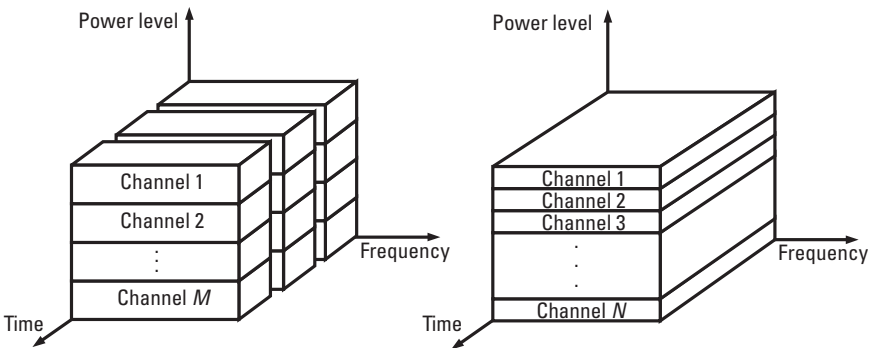 Power level
Channel 1
Channel 2
⋮
Channel M
Frequency
Time
Power level
Channel 1
Channel 2
Channel 3
⋮
Channel N
Frequency
Time